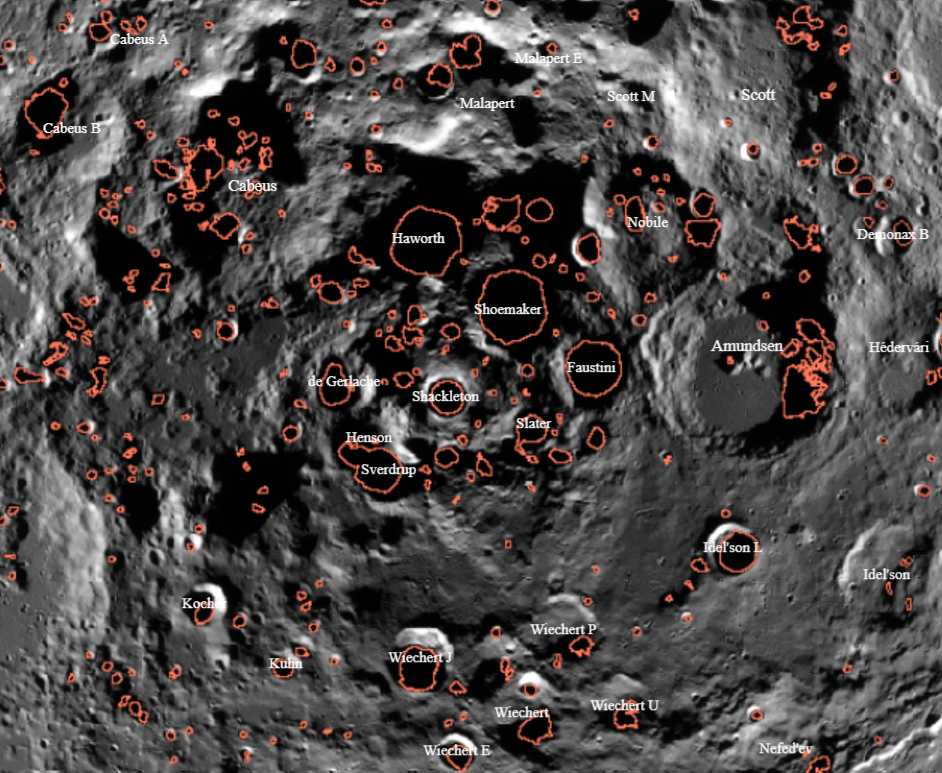 Cabeus A
Malapert E
Scott M
Scott
Malapert
Cabeus B
Cabeus
Nobile
Demonax B
Haworth
Shoemaker
Amundsen
Hédervári
Faustini
de Gerlache
Shackleton
Slater
Henson
Sverdrup
Idel'son L
Idel'son
Kocher
Wiechert P
Wiechert J
Kuhn
Wiechert U
Wiechert
Wiechert E
Nefed'ev